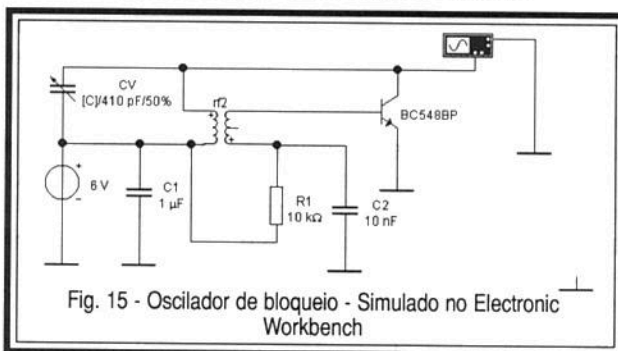 CV
[C]/410 pF/50%
rf2
BC548BP
+
6 V
-
C1
1 µF
R1
10 kΩ
C2
10 nF
Fig. 15 - Oscilador de bloqueio - Simulado no Electronic
Workbench